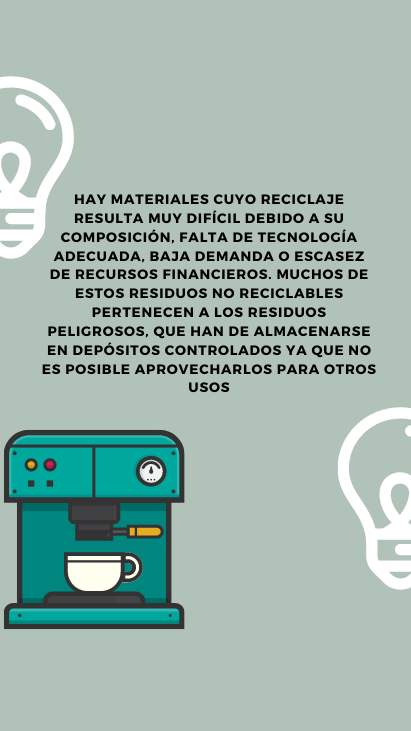 HAY MATERIALES CUYO RECICLAJE
RESULTA MUY DIFÍCIL DEBIDO A SU
COMPOSICIÓN, FALTA DE TECNOLOGÍA
ADECUADA, BAJA DEMANDA O ESCASEZ
DE RECURSOS FINANCIEROS. MUCHOS DE
ESTOS RESIDUOS NO RECICLABLES
PERTENECEN A LOS RESIDUOS
PELIGROSOS, QUE HAN DE ALMACENARSE
EN DEPÓSITOS CONTROLADOS YA QUE NO
ES POSIBLE APROVECHARLOS PARA OTROS
USOS